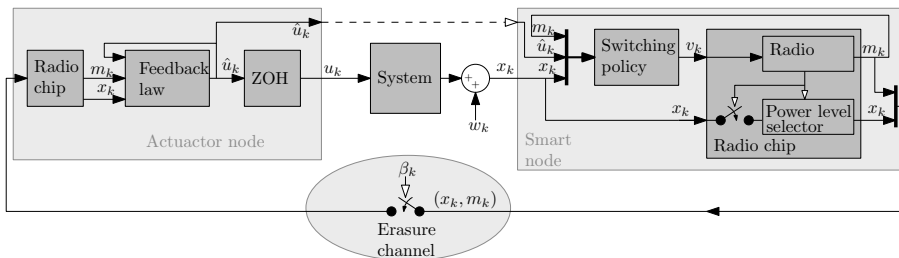 Radio
chip
m_k
x_k
Feedback
law
û_k
û_k
ZOH
u_k
Actuactor node
System
+
+
w_k
x_k
m_k
û_k
x_k
Switching
policy
v_k
Radio
m_k
x_k
Power level
selector
x_k
Radio chip
Smart
node
β_k
(x_k, m_k)
Erasure
channel